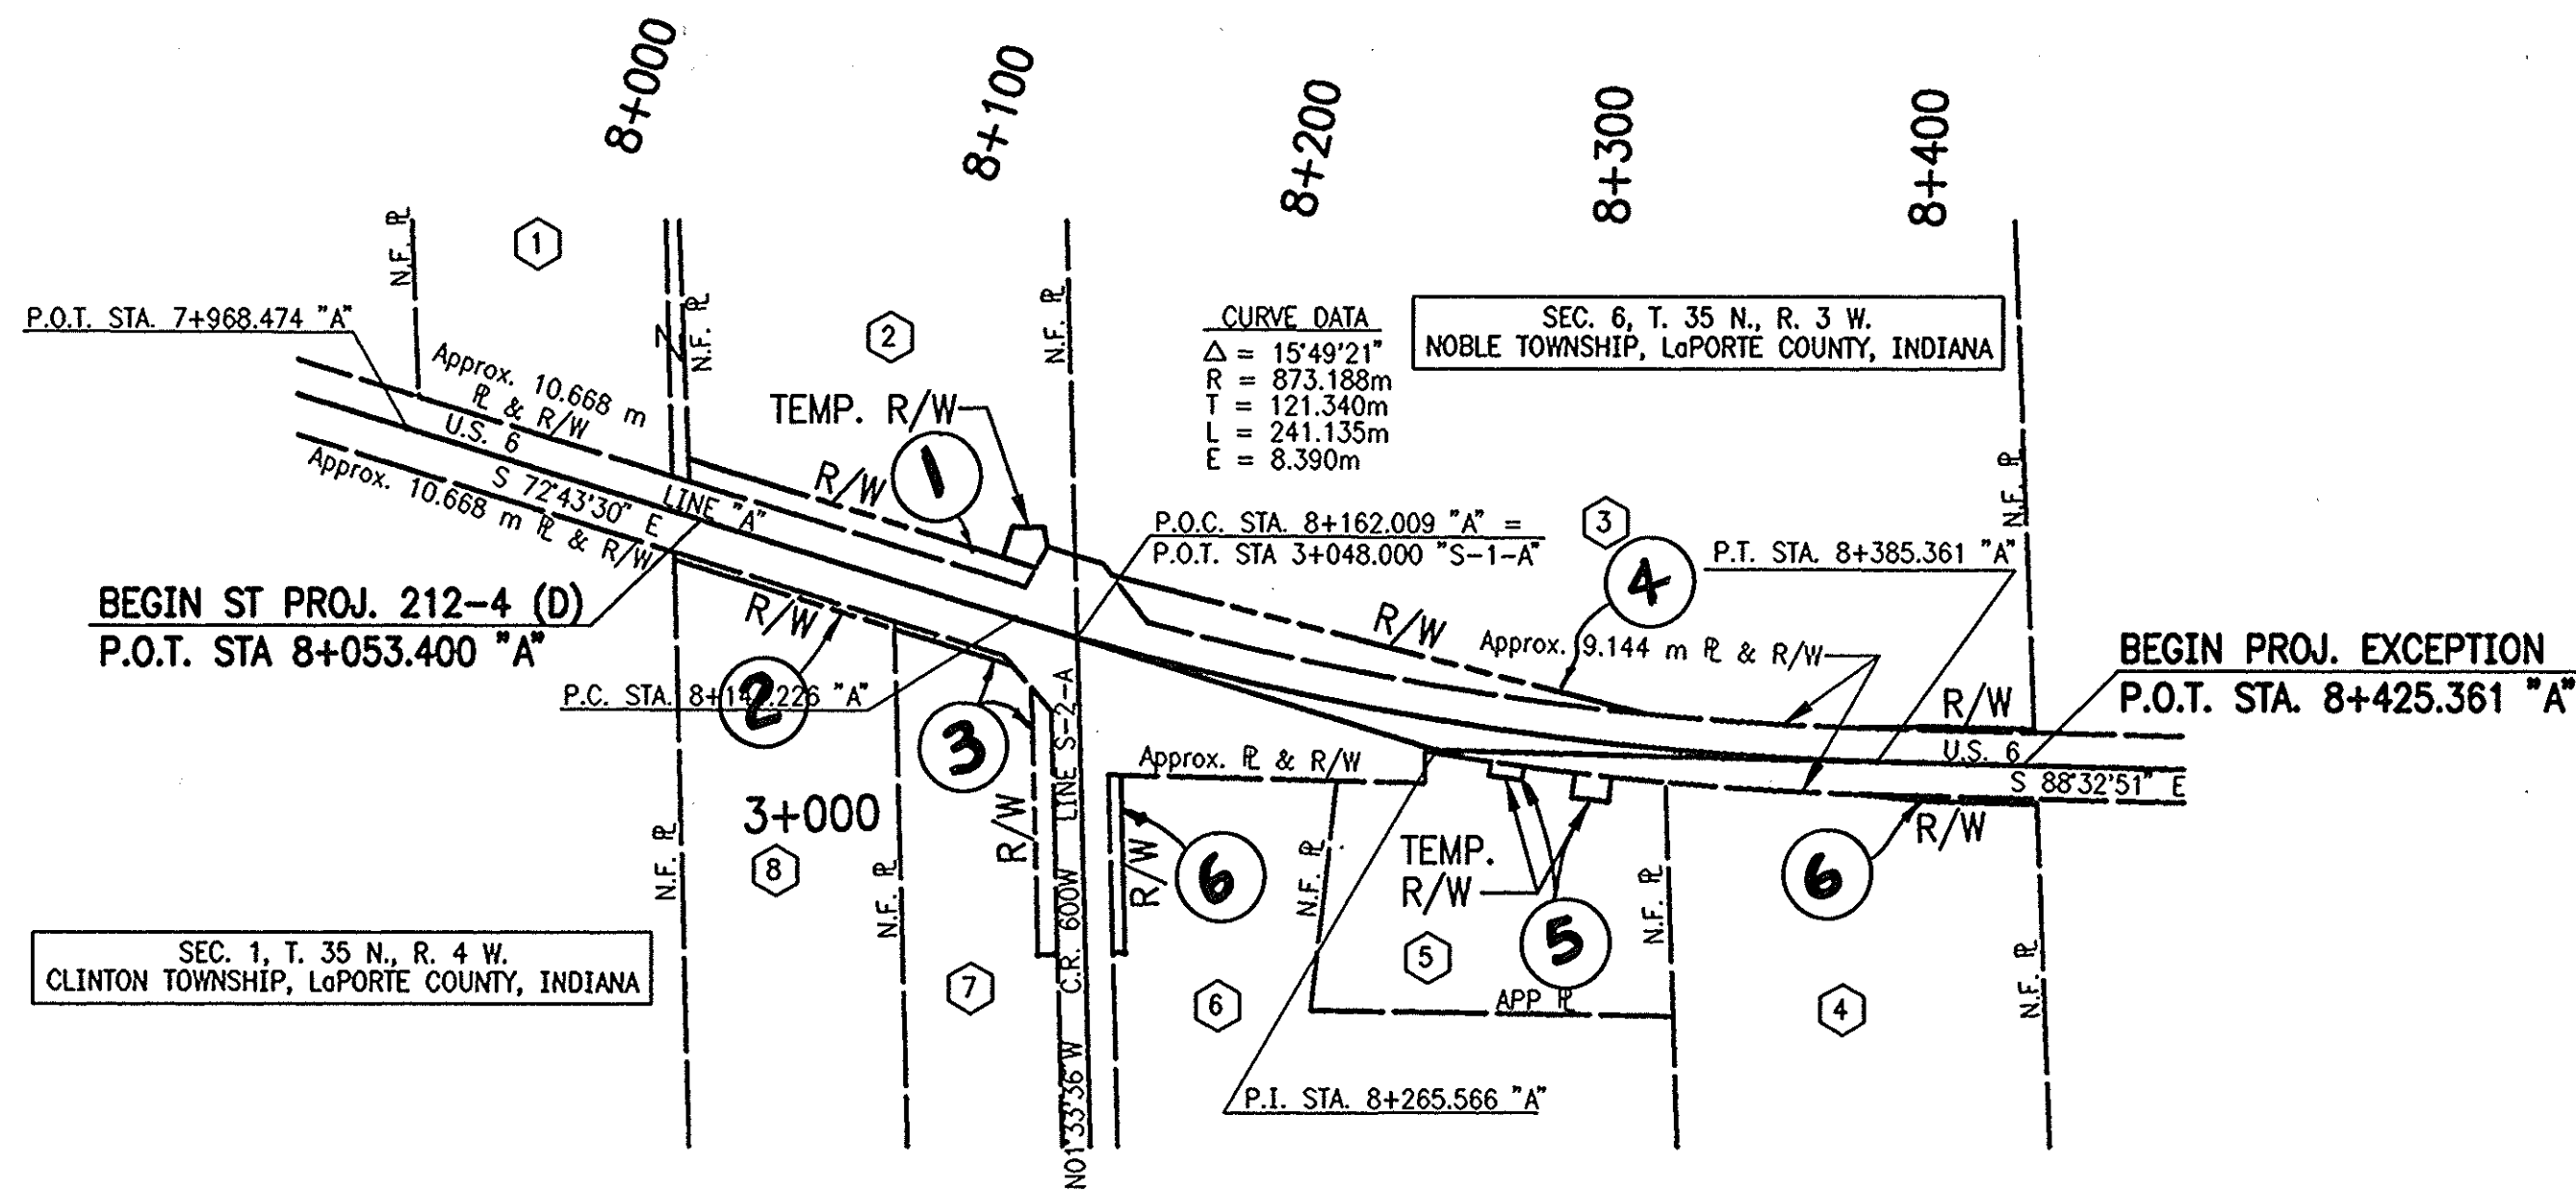 8+000
8+100
8+200
8+300
8+400
N.F. ⅊
1
N.F. ⅊
2
N.F. ⅊
P.O.T. STA. 7+968.474 "A"
CURVE DATA
△ = 15°49'21"
R = 873.188m
T = 121.340m
L = 241.135m
E = 8.390m
SEC. 6, T. 35 N., R. 3 W.
NOBLE TOWNSHIP, LaPORTE COUNTY, INDIANA
Approx. 10.668 m
⅊ & R/W
U.S. 6
TEMP. R/W
R/W
1
S 72°43'30" E
LINE "A"
Approx. 10.668 m ⅊ & R/W
N.F. ⅊
3
4
P.O.C. STA. 8+162.009 "A" =
P.O.T. STA 3+048.000 "S-1-A"
P.T. STA. 8+385.361 "A"
BEGIN ST PROJ. 212-4 (D)
P.O.T. STA 8+053.400 "A"
R/W
R/W
Approx. 9.144 m ⅊ & R/W
BEGIN PROJ. EXCEPTION
P.O.T. STA. 8+425.361 "A"
2
P.C. STA. 8+14 .226 "A"
3
R/W
U.S. 6
S 88°32'51" E
Approx. ⅊ & R/W
3+000
8
N.F. ⅊
N.F. ⅊
R/W
C.R. 600W LINE S-2-A
R/W
6
N.F. ⅊
TEMP.
R/W
5
5
N.F. ⅊
6
R/W
SEC. 1, T. 35 N., R. 4 W.
CLINTON TOWNSHIP, LaPORTE COUNTY, INDIANA
7
6
APP ⅊
4
N.F. ⅊
N01°33'36"W
P.I. STA. 8+265.566 "A"